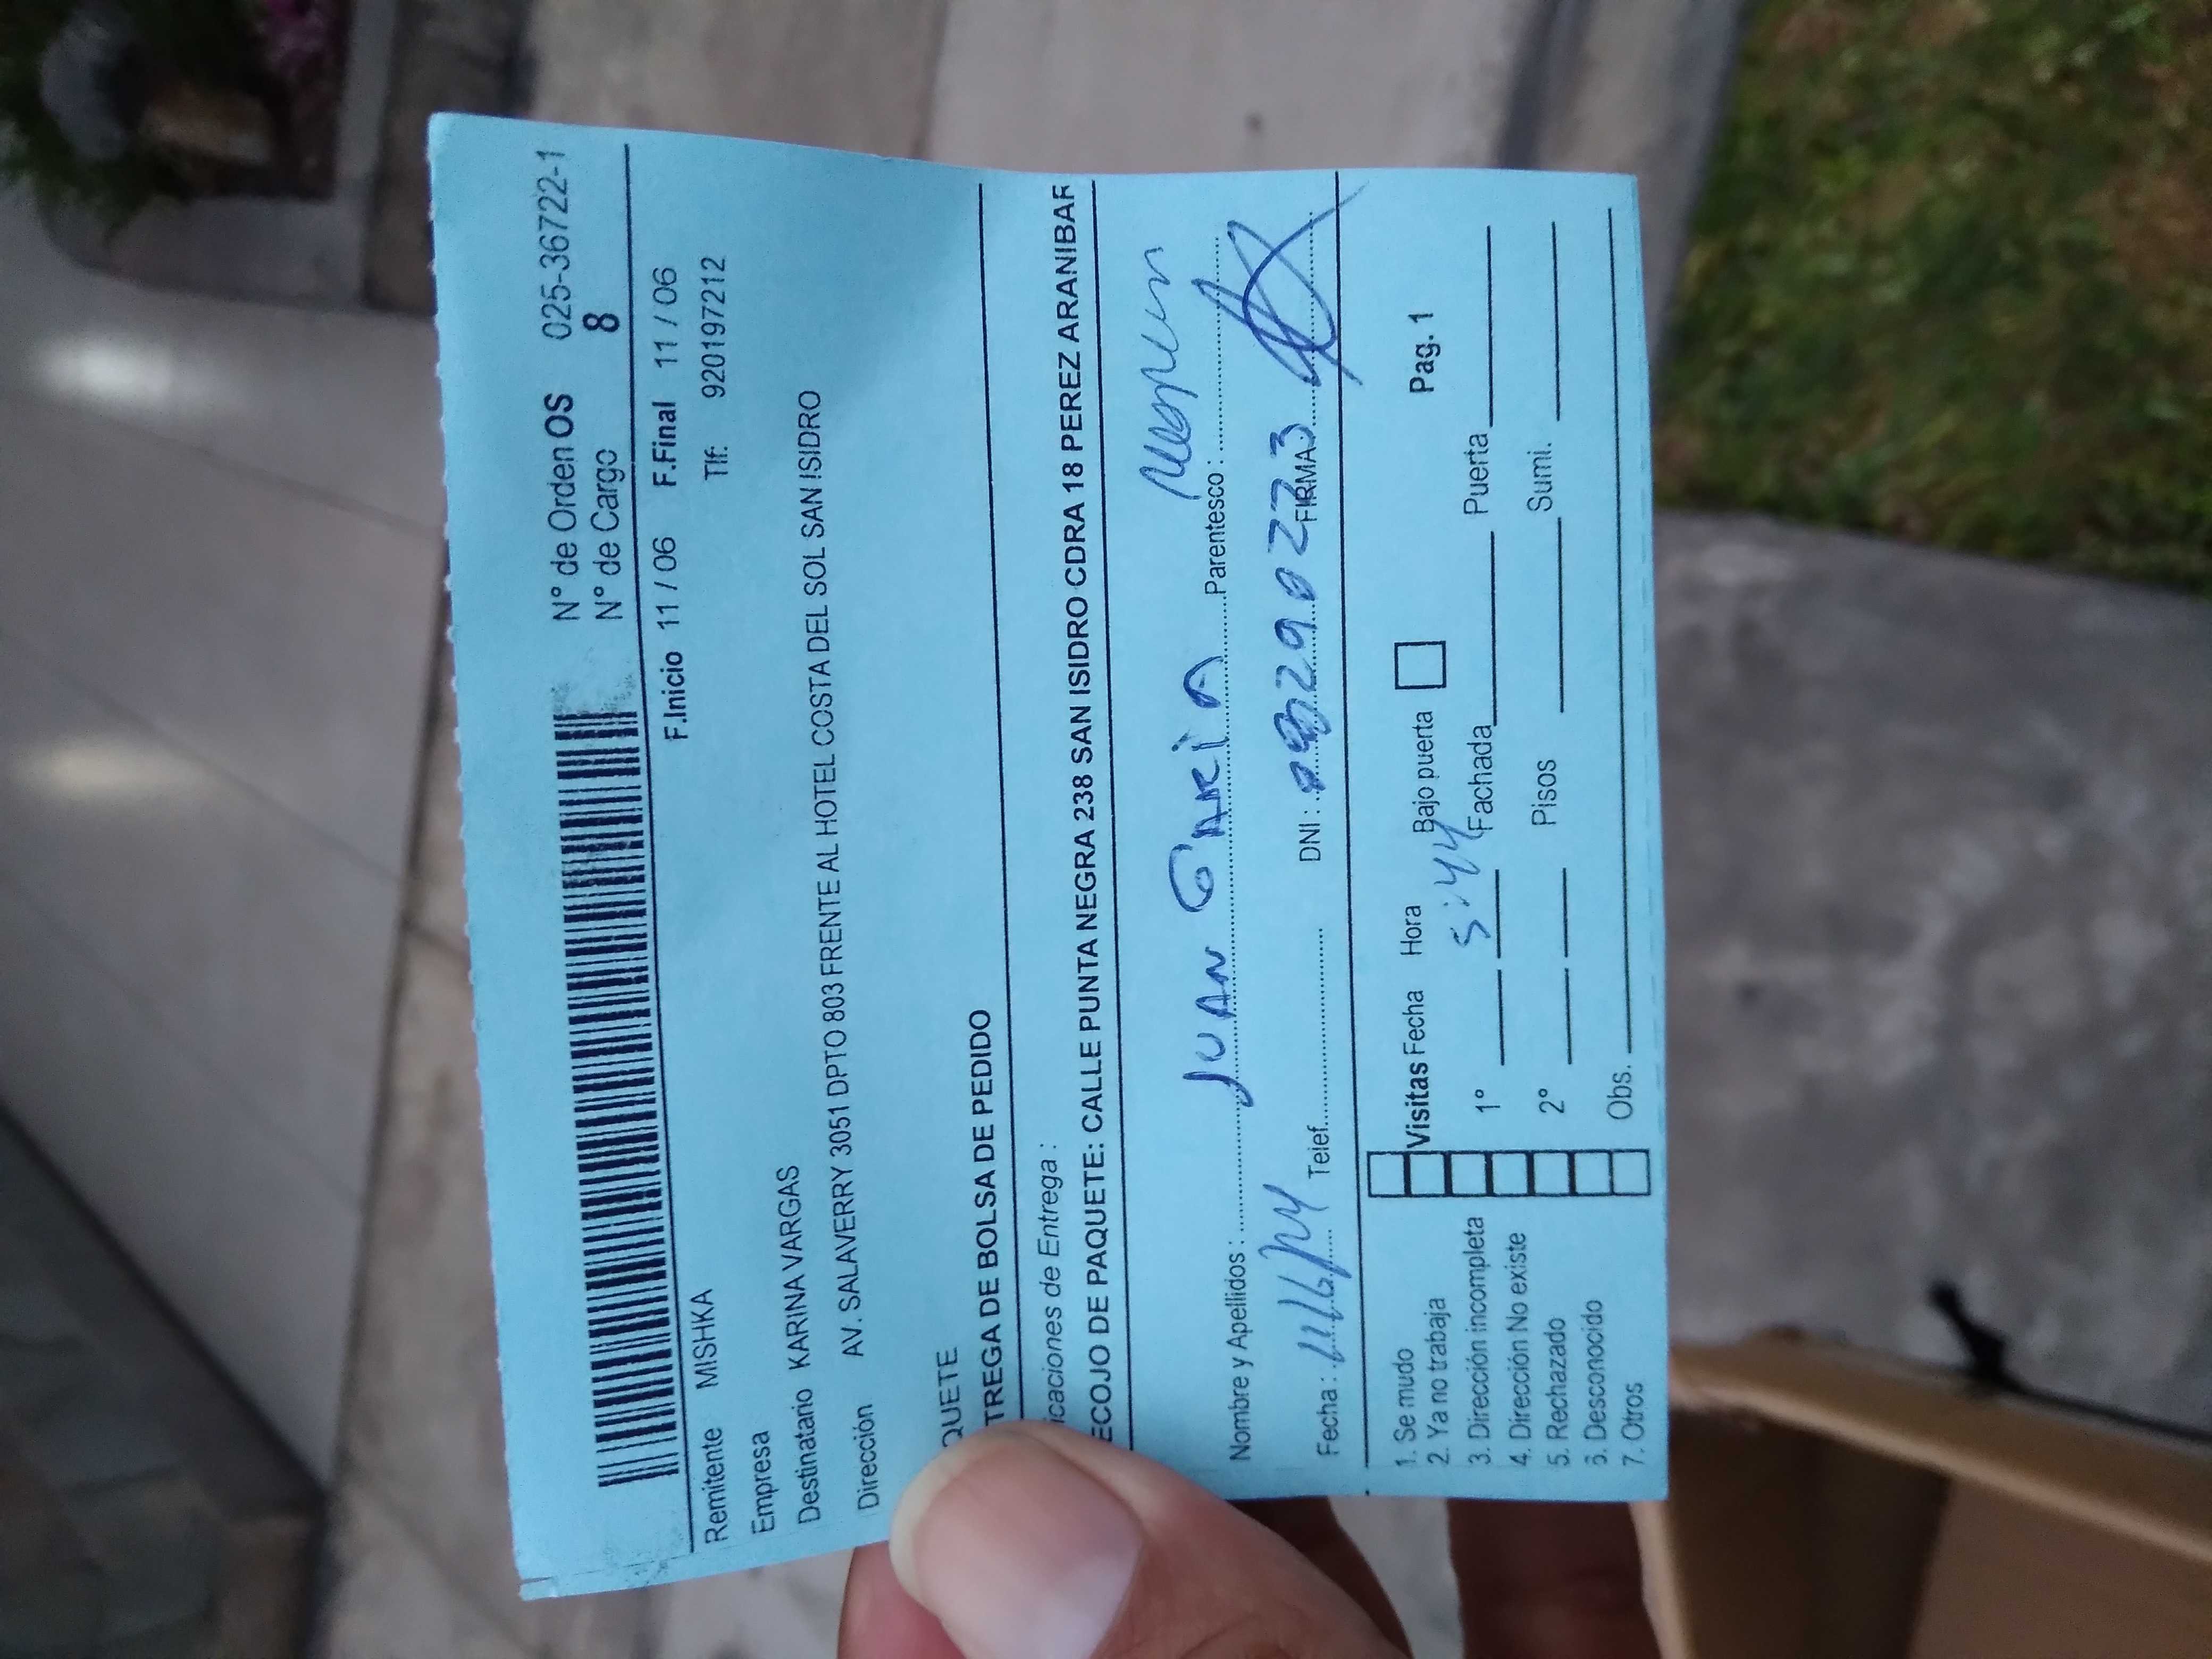 N° de Orden OS 025-36722-1
N° de Cargo 8
F.Inicio 11 / 06 F.Final 11 / 06
Remitente MISHKA Tlf: 920197212
Empresa
Destinatario KARINA VARGAS
Dirección AV. SALAVERRY 3051 DPTO 803 FRENTE AL HOTEL COSTA DEL SOL SAN ISIDRO
QUETE
TREGA DE BOLSA DE PEDIDO
icaciones de Entrega :
ECOJO DE PAQUETE: CALLE PUNTA NEGRA 238 SAN ISIDRO CDRA 18 PEREZ ARANIBAR
Nombre y Apellidos : JUAN GARCIA Parentesco :
Fecha : 11/6/24 Telef. DNI : FIRMA
1. Se mudo
2. Ya no trabaja Visitas Fecha Hora Bajo puerta Pag. 1
3. Dirección incompleta 1° 5:44 Fachada Puerta
4. Dirección No existe
5. Rechazado 2° Pisos Sumi.
6. Desconocido
7. Otros Obs.